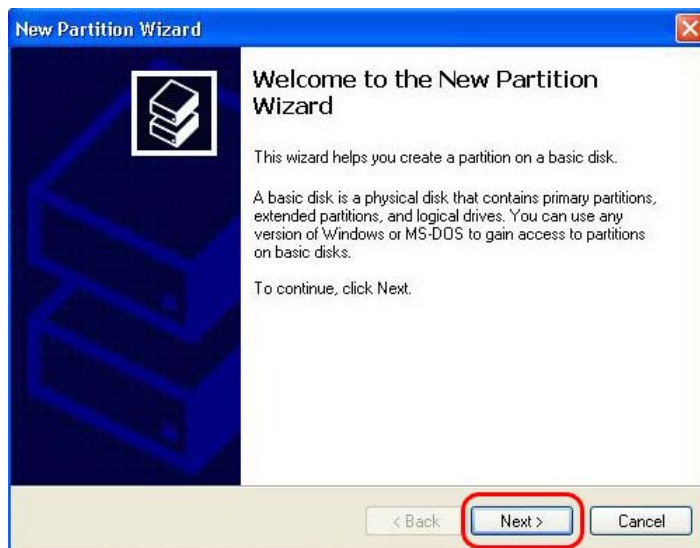 New Partition Wizard
Welcome to the New Partition
Wizard
This wizard helps you create a partition on a basic disk.
A basic disk is a physical disk that contains primary partitions,
extended partitions, and logical drives. You can use any
version of Windows or MS-DOS to gain access to partitions
on basic disks.
To continue, click Next.
< Back
Next >
Cancel